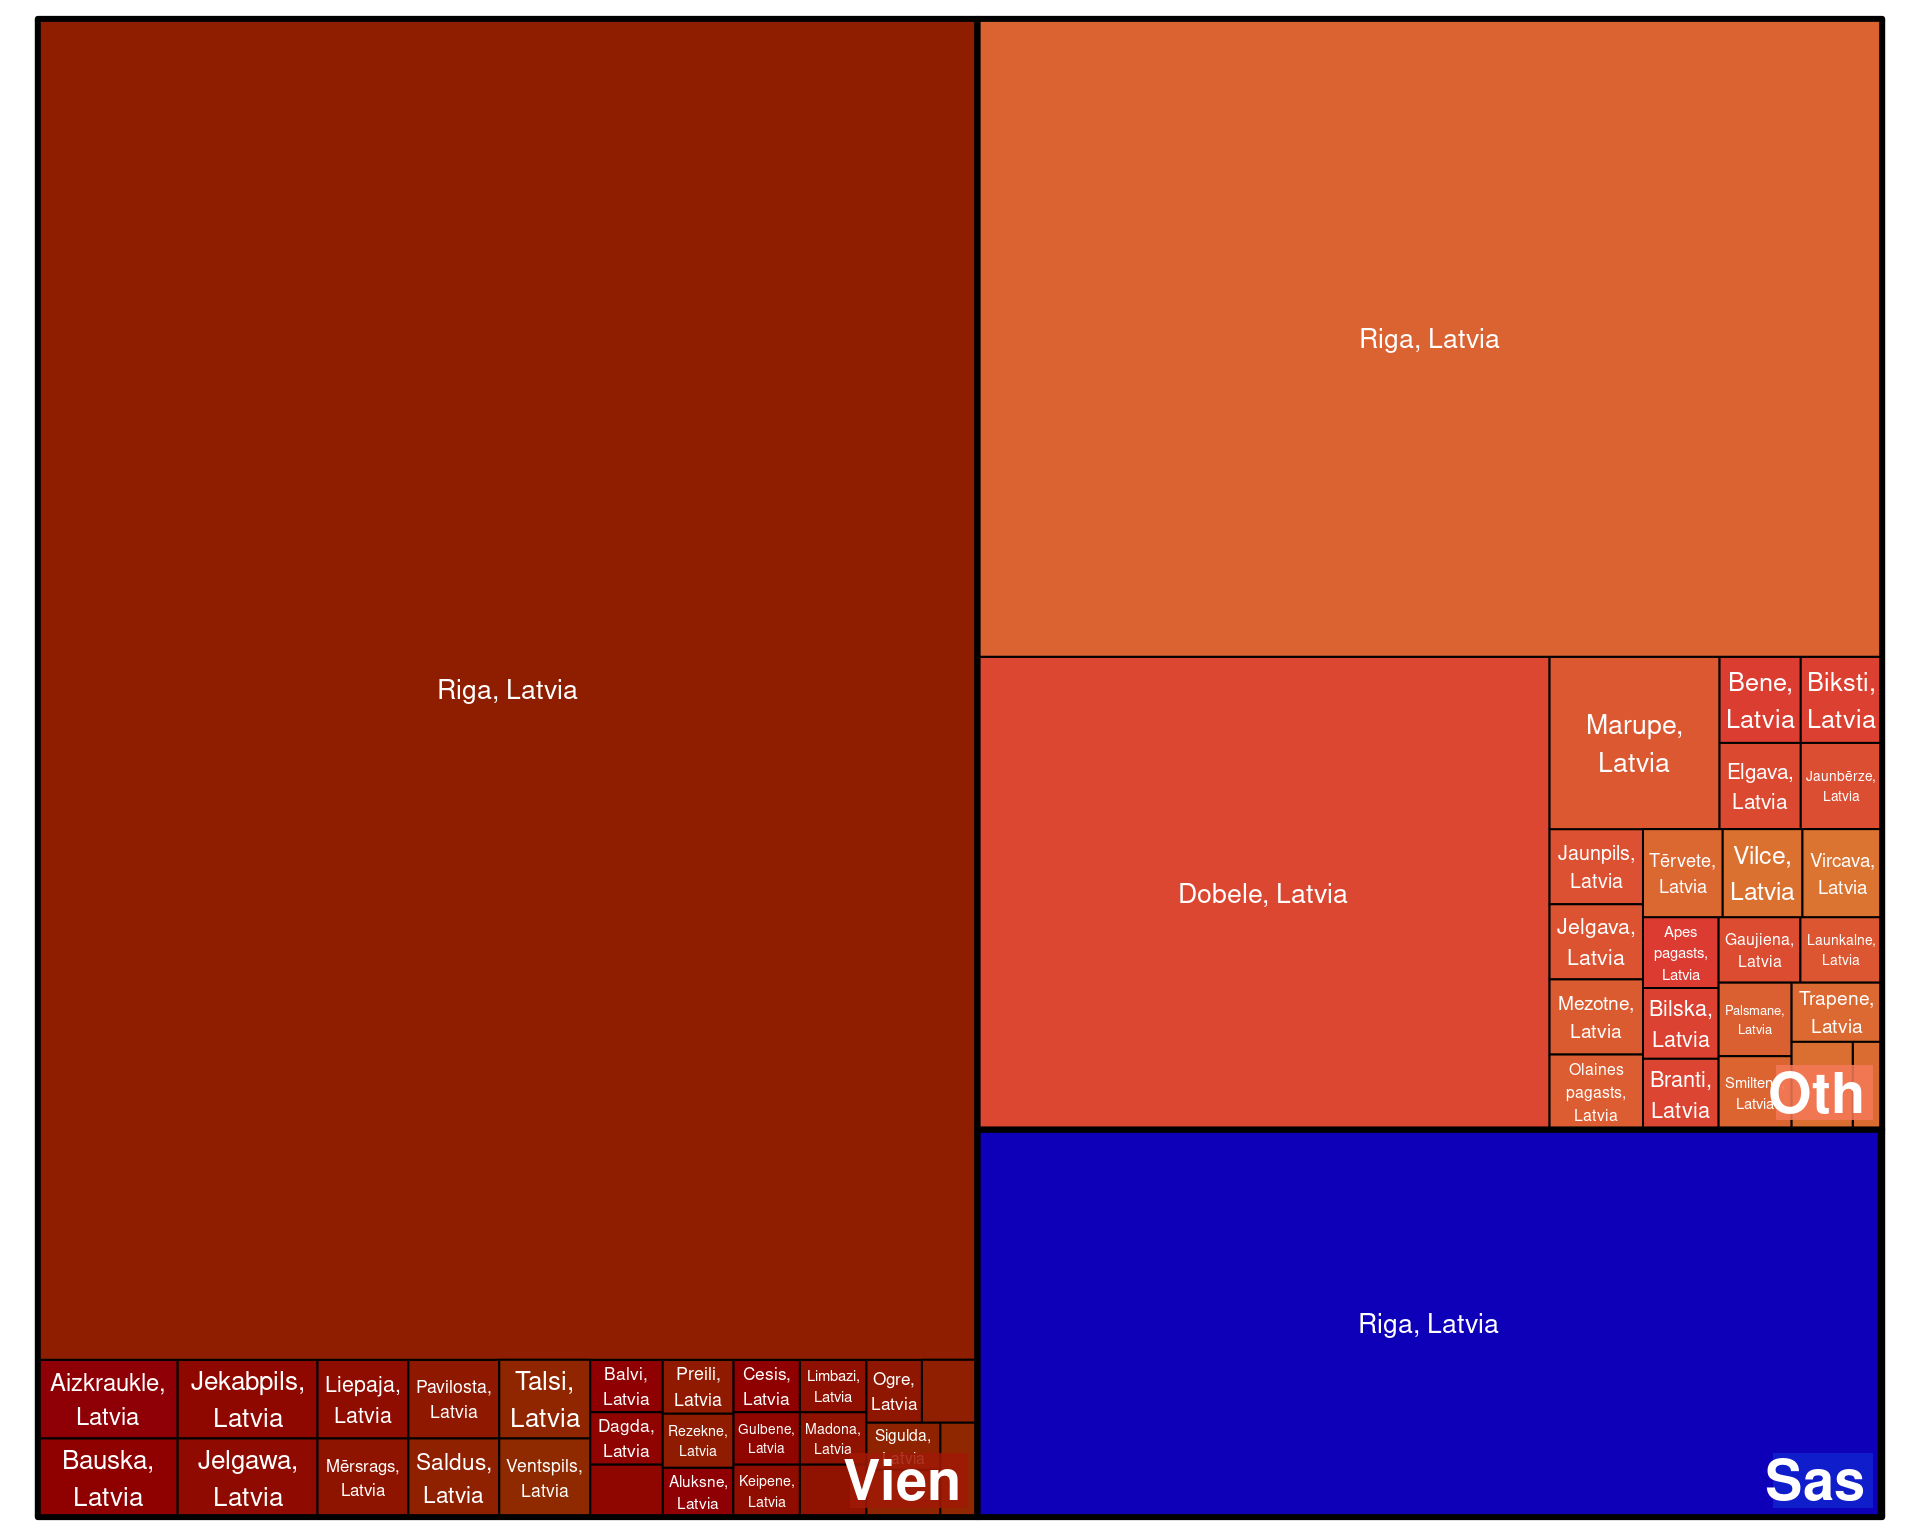 Riga, Latvia
Aizkraukle,
Latvia
Jekabpils,
Latvia
Liepaja,
Latvia
Pavilosta,
Latvia
Talsi,
Latvia
Bauska,
Latvia
Jelgawa,
Latvia
Mērsrags,
Latvia
Saldus,
Latvia
Ventspils,
Latvia
Balvi,
Latvia
Dagda,
Latvia
Preili,
Latvia
Rezekne,
Latvia
Aluksne,
Latvia
Cesis,
Latvia
Gulbene,
Latvia
Keipene,
Latvia
Limbazi,
Latvia
Madona,
Latvia
Ogre,
Latvia
Sigulda,
Latvia
Vien
Riga, Latvia
Dobele, Latvia
Marupe,
Latvia
Bene,
Latvia
Biksti,
Latvia
Elgava,
Latvia
Jaunbērze,
Latvia
Jaunpils,
Latvia
Jelgava,
Latvia
Mezotne,
Latvia
Olaines
pagasts,
Latvia
Tērvete,
Latvia
Vilce,
Latvia
Vircava,
Latvia
Apes
pagasts,
Latvia
Bilska,
Latvia
Branti,
Latvia
Gaujiena,
Latvia
Launkalne,
Latvia
Palsmane,
Latvia
Trapene,
Latvia
Latvia
Oth
Riga, Latvia
Sas